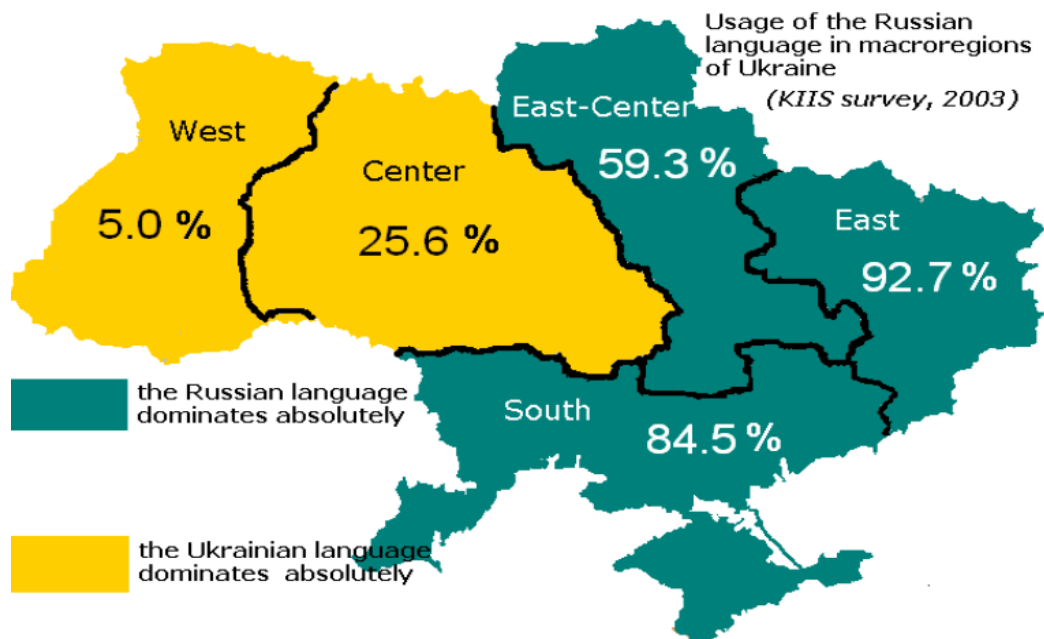 Usage of the Russian
language in macroregions
of Ukraine
(KIIS survey, 2003)
West
5.0 %
Center
25.6 %
East-Center
59.3 %
East
92.7 %
South
84.5 %
the Russian language
dominates absolutely
the Ukrainian language
dominates absolutely